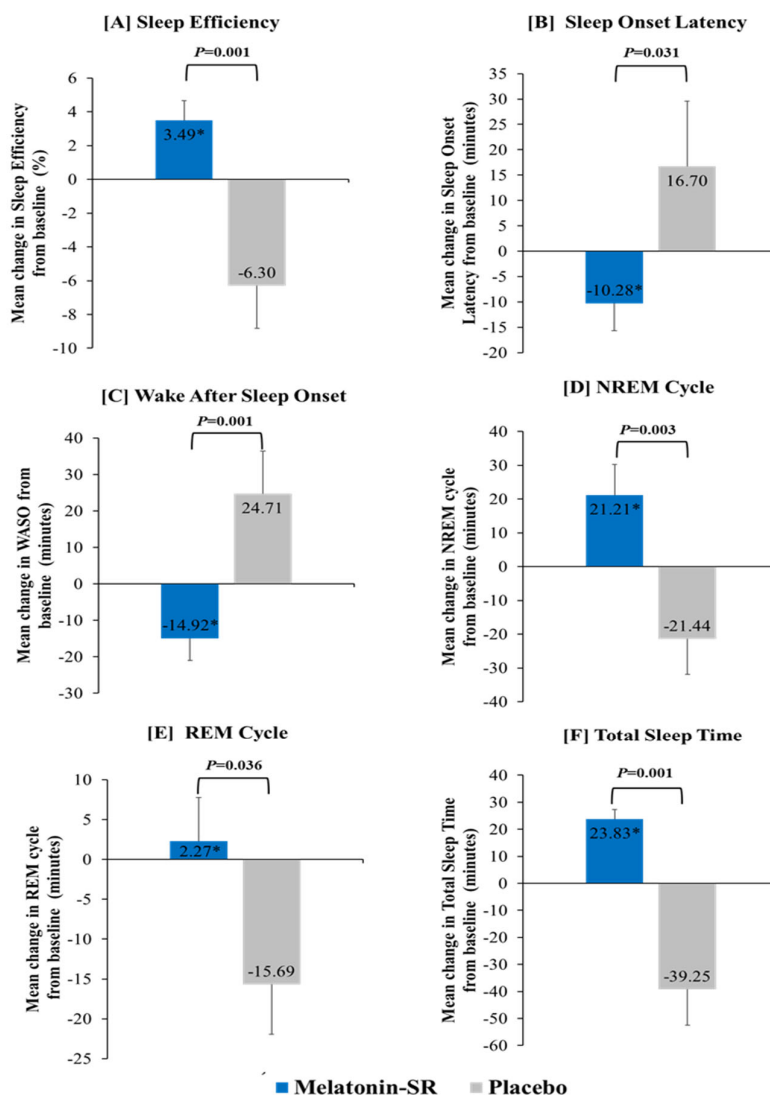 [A] Sleep Efficiency
P=0.001
Mean change in Sleep Efficiency
from baseline (%)
6
4
2
0
-2
-4
-6
-8
-10
3.49*
-6.30
[B] Sleep Onset Latency
P=0.031
Mean change in Sleep Onset
Latency from baseline (minutes)
35
30
25
20
15
10
5
0
-5
-10
-15
-20
-10.28*
16.70
[C] Wake After Sleep Onset
P=0.001
Mean change in WASO from
baseline (minutes)
40
30
20
10
0
-10
-20
-30
-14.92*
24.71
[D] NREM Cycle
P=0.003
Mean change in NREM cycle
from baseline (minutes)
40
30
20
10
0
-10
-20
-30
-40
21.21*
-21.44
[E] REM Cycle
P=0.036
Mean change in REM cycle
from baseline (minutes)
10
5
0
-5
-10
-15
-20
-25
2.27*
-15.69
[F] Total Sleep Time
P=0.001
Mean change in Total Sleep Time
from baseline (minutes)
40
30
20
10
0
-10
-20
-30
-40
-50
-60
23.83*
-39.25
Melatonin-SR Placebo